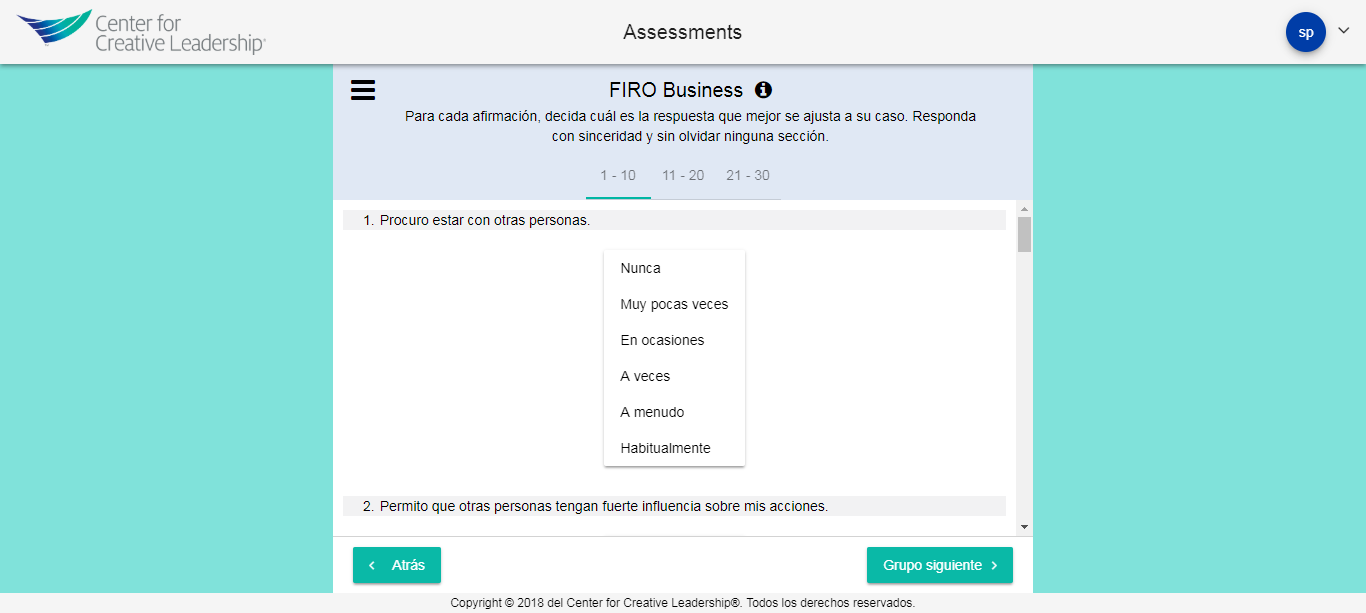 Center for
Creative Leadership®
Assessments
sp
FIRO Business
Para cada afirmación, decida cuál es la respuesta que mejor se ajusta a su caso. Responda
con sinceridad y sin olvidar ninguna sección.
1 - 10 11 - 20 21 - 30
1. Procuro estar con otras personas.
Nunca
Muy pocas veces
En ocasiones
A veces
A menudo
Habitualmente
2. Permito que otras personas tengan fuerte influencia sobre mis acciones.
Atrás
Grupo siguiente
Copyright © 2018 del Center for Creative Leadership®. Todos los derechos reservados.